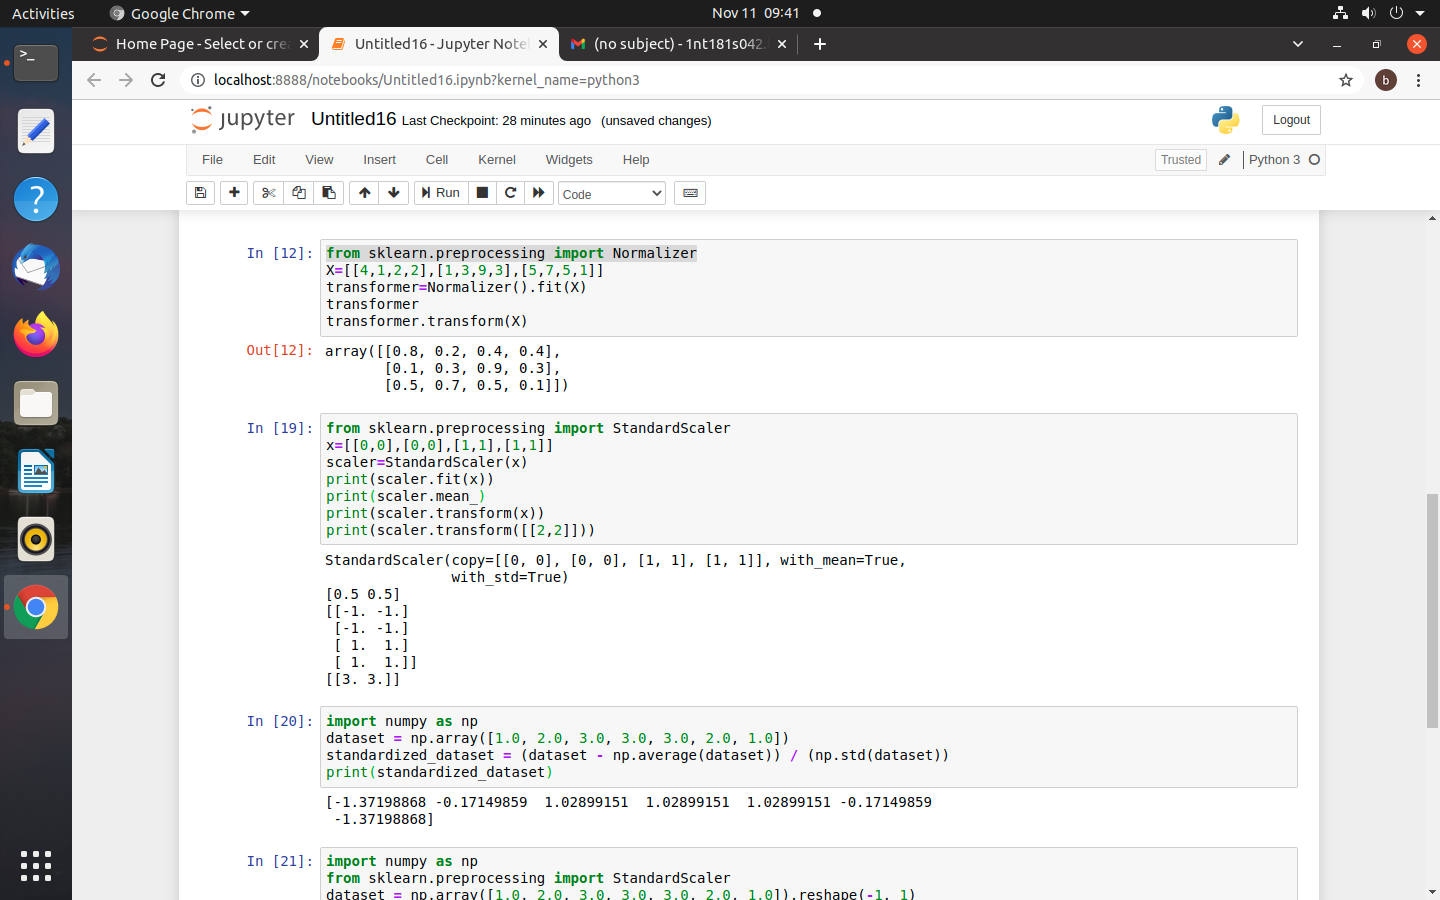 Activities
Google Chrome
Nov 11 09:41
Home Page - Select or cre
Untitled16 - Jupyter Note
(no subject) - 1nt181s042.
localhost:8888/notebooks/Untitled16.ipynb?kernel_name=python3
b
jupyter
Untitled16 Last Checkpoint: 28 minutes ago (unsaved changes)
Logout
File Edit View Insert Cell Kernel Widgets Help
Trusted
Python 3
Run
Code
In [12]:
from sklearn.preprocessing import Normalizer
X=[[4,1,2,2],[1,3,9,3],[5,7,5,1]]
transformer=Normalizer().fit(X)
transformer
transformer.transform(X)
Out[12]:
array([[0.8, 0.2, 0.4, 0.4],
[0.1, 0.3, 0.9, 0.3],
[0.5, 0.7, 0.5, 0.1]])
In [19]:
from sklearn.preprocessing import StandardScaler
x=[[0,0],[0,0],[1,1],[1,1]]
scaler=StandardScaler(x)
print(scaler.fit(x))
print(scaler.mean_)
print(scaler.transform(x))
print(scaler.transform([[2,2]]))
StandardScaler(copy=[[0, 0], [0, 0], [1, 1], [1, 1]], with_mean=True,
with_std=True)
[0.5 0.5]
[[-1. -1.]
[-1. -1.]
[ 1. 1.]
[ 1. 1.]]
[[3. 3.]]
In [20]:
import numpy as np
dataset = np.array([1.0, 2.0, 3.0, 3.0, 3.0, 2.0, 1.0])
standardized_dataset = (dataset - np.average(dataset)) / (np.std(dataset))
print(standardized_dataset)
[-1.37198868 -0.17149859 1.02899151 1.02899151 1.02899151 -0.17149859
-1.37198868]
In [21]:
import numpy as np
from sklearn.preprocessing import StandardScaler
dataset = np.array([1.0, 2.0, 3.0, 3.0, 3.0, 2.0, 1.0]).reshape(-1, 1)